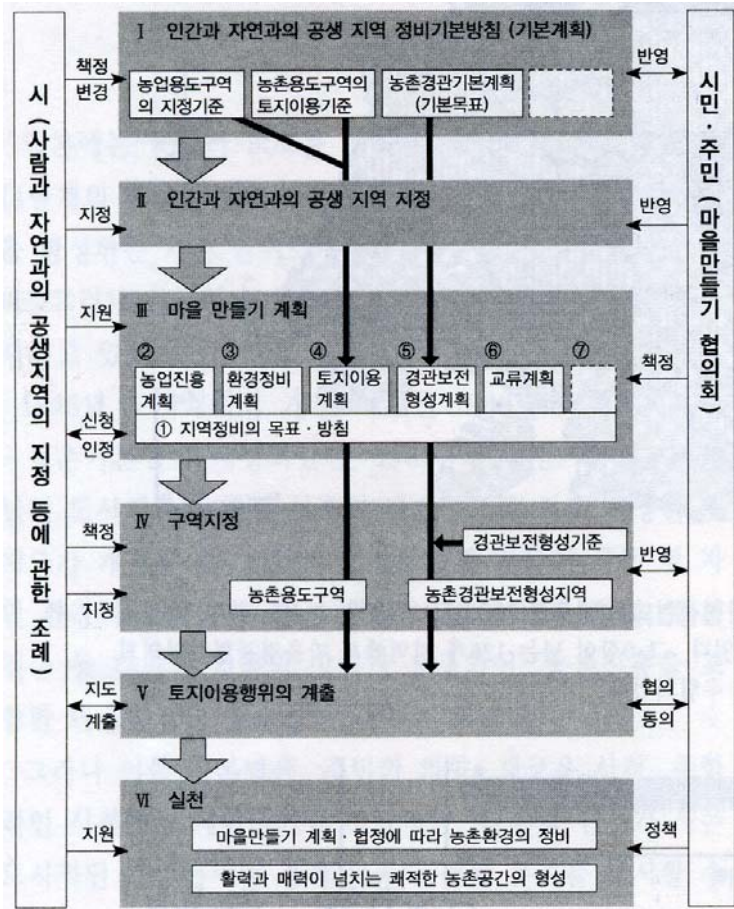 시 (사람과 자연과의 공생지역의 지정 등에 관한 조례)
책정
변경
Ⅰ 인간과 자연과의 공생 지역 정비기본방침 (기본계획)
농업용도구역
의 지정기준
농촌용도구역의
토지이용기준
농촌경관기본계획
(기본목표)
반영
시민·주민 (마을만들기 협의회)
지정
Ⅱ 인간과 자연과의 공생 지역 지정
반영
지원
Ⅲ 마을 만들기 계획
②
농업진흥
계획
③
환경정비
계획
④
토지이용
계획
⑤
경관보전
형성계획
⑥
교류계획
⑦
① 지역정비의 목표·방침
책정
신청
인정
책정
지정
Ⅳ 구역지정
경관보전형성기준
농촌용도구역
농촌경관보전형성지역
반영
지도
계출
Ⅴ 토지이용행위의 계출
협의
동의
지원
Ⅵ 실천
마을만들기 계획·협정에 따라 농촌환경의 정비
활력과 매력이 넘치는 쾌적한 농촌공간의 형성
정책